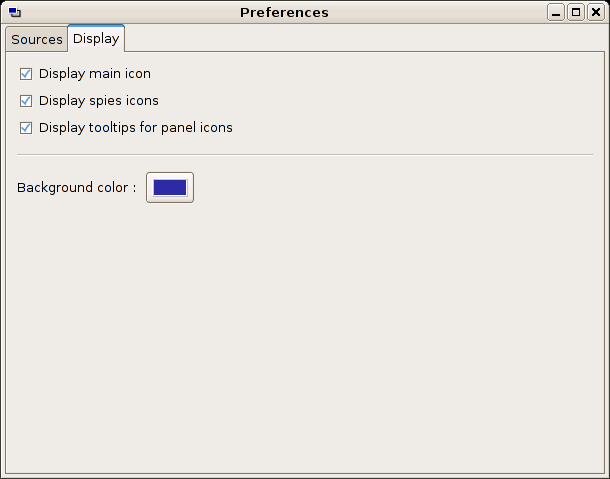 Preferences
Sources Display
Display main icon
Display spies icons
Display tooltips for panel icons
Background color :